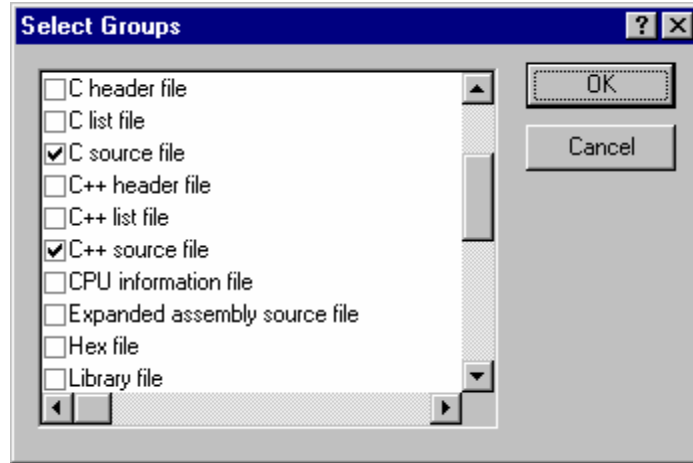 Select Groups
C header file
C list file
C source file
C++ header file
C++ list file
C++ source file
CPU information file
Expanded assembly source file
Hex file
Library file
OK
Cancel